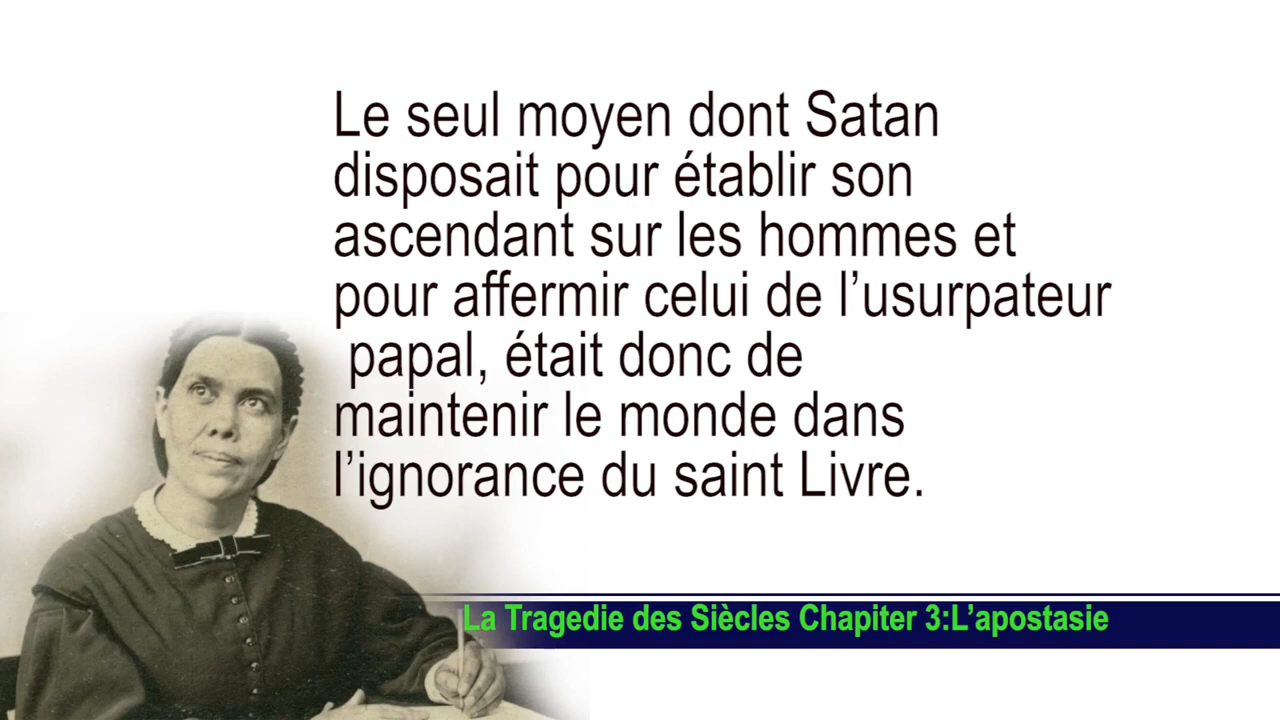 Le seul moyen dont Satan
disposait pour établir son
ascendant sur les hommes et
pour affermir celui de l’usurpateur
papal, était donc de
maintenir le monde dans
l’ignorance du saint Livre.
La Tragedie des Siècles Chapiter 3:L’apostasie